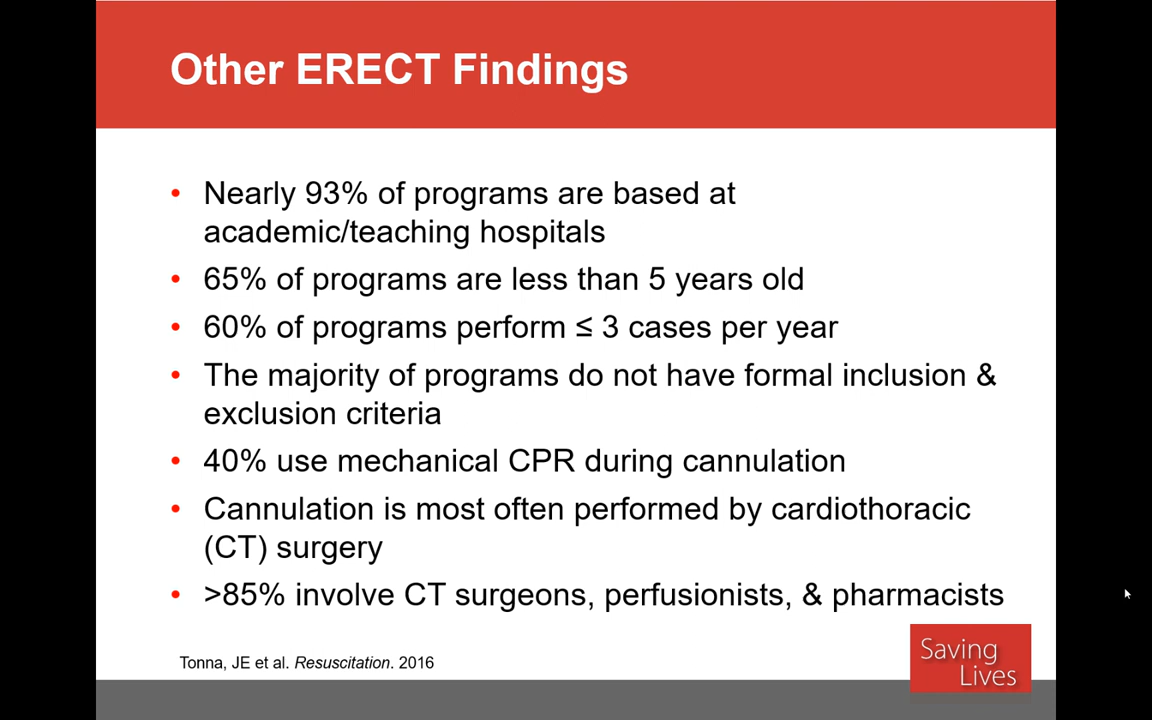 Other ERECT Findings
• Nearly 93% of programs are based at
academic/teaching hospitals
• 65% of programs are less than 5 years old
• 60% of programs perform ≤ 3 cases per year
• The majority of programs do not have formal inclusion &
exclusion criteria
• 40% use mechanical CPR during cannulation
• Cannulation is most often performed by cardiothoracic
(CT) surgery
• >85% involve CT surgeons, perfusionists, & pharmacists
Tonna, JE et al. Resuscitation. 2016
Saving
Lives